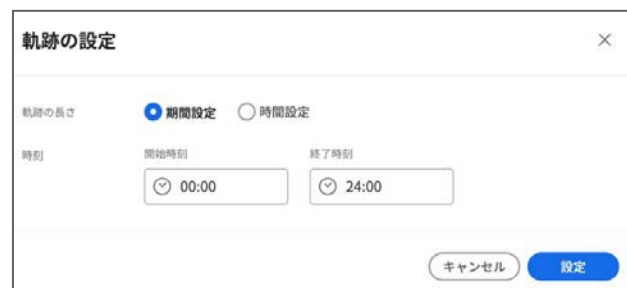 軌跡の設定
軌跡の長さ 期間設定 時間設定
時刻 開始時刻 終了時刻
00:00 24:00
キャンセル 設定